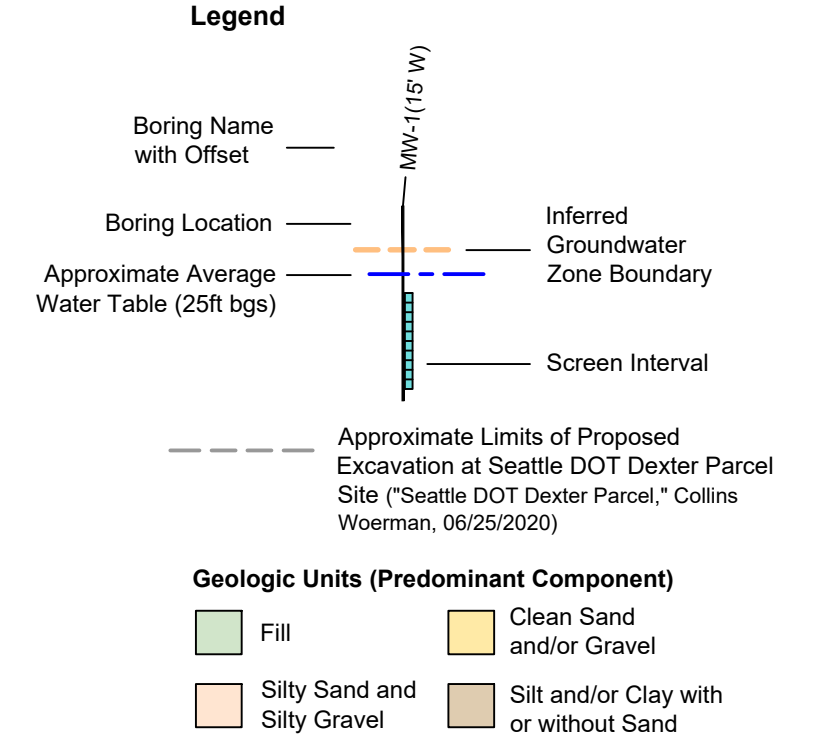 Legend
MW-1(15' W)
Boring Name
with Offset
Boring Location
Approximate Average
Water Table (25ft bgs)
Inferred
Groundwater
Zone Boundary
Screen Interval
Approximate Limits of Proposed
Excavation at Seattle DOT Dexter Parcel
Site ("Seattle DOT Dexter Parcel," Collins
Woerman, 06/25/2020)
Geologic Units (Predominant Component)
Fill
Clean Sand
and/or Gravel
Silty Sand and
Silty Gravel
Silt and/or Clay with
or without Sand